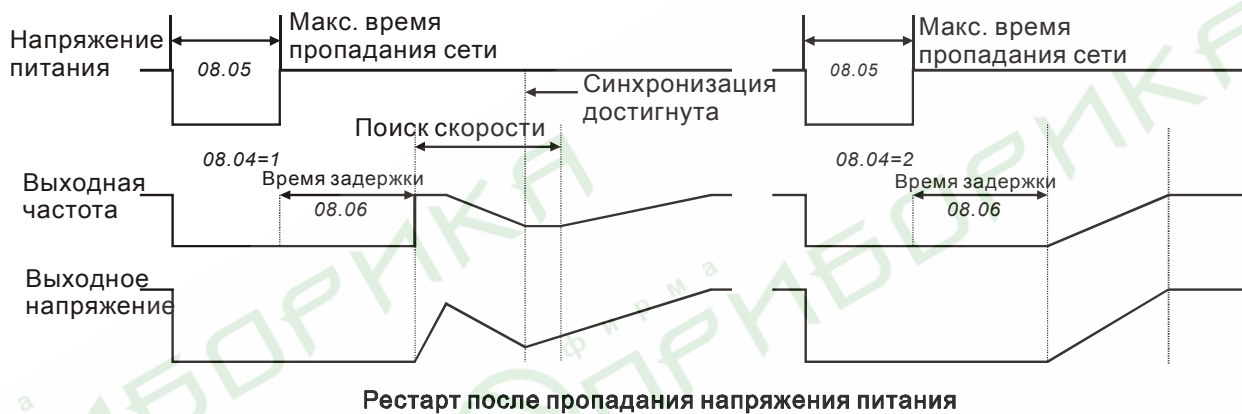 Напряжение
питания
08.05
Макс. время
пропадания сети
Синхронизация
достигнута
Поиск скорости
08.04=1
Выходная
частота
Время задержки
08.06
Выходное
напряжение
08.05
Макс. время
пропадания сети
08.04=2
Время задержки
08.06
Рестарт после пропадания напряжения питания
ПРИБОРИКА
фирма